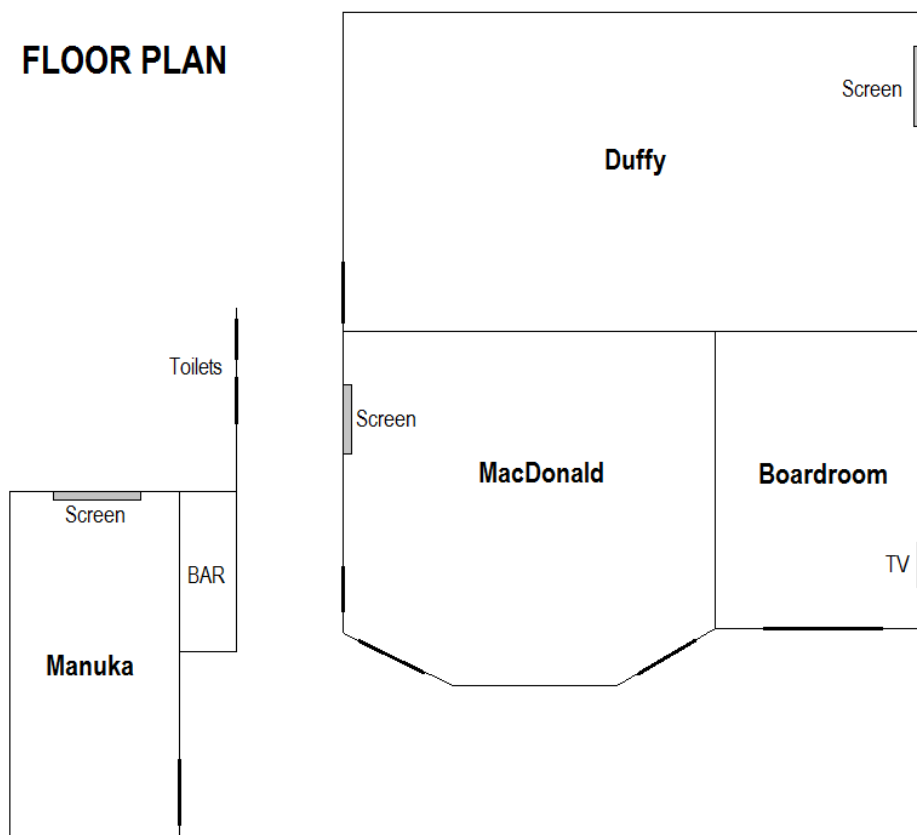 FLOOR PLAN
Screen
Duffy
Toilets
Screen
MacDonald
Boardroom
Screen
BAR
TV
Manuka